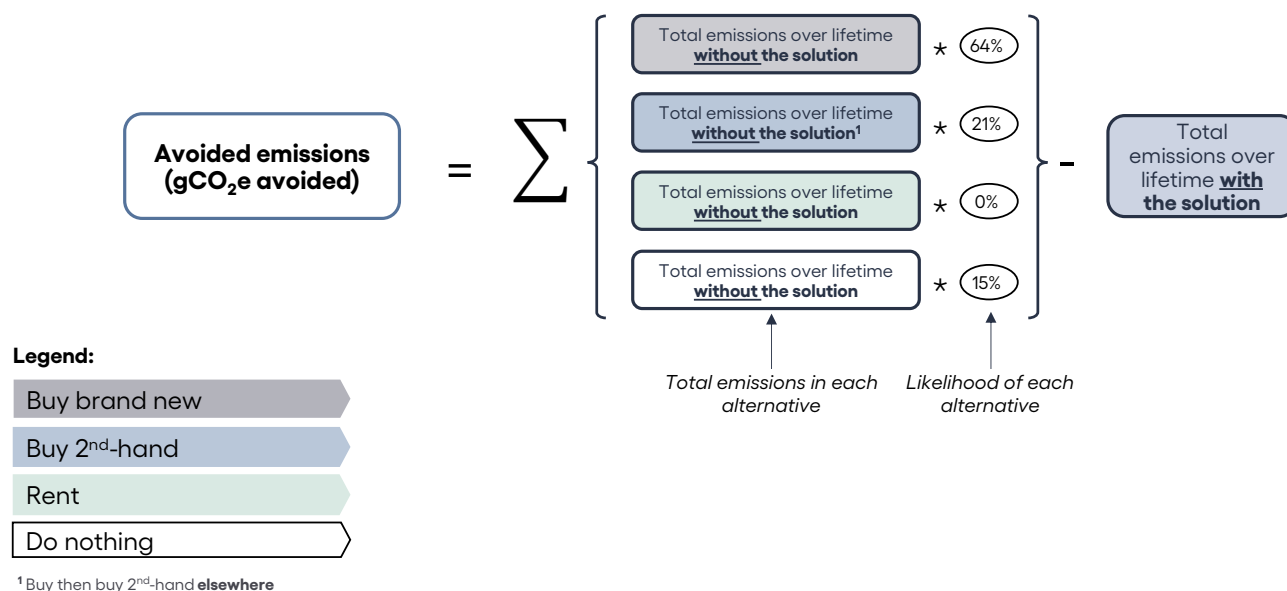 Total emissions over lifetime
without the solution
* 64%
Total emissions over lifetime
without the solution¹
* 21%
Avoided emissions
(gCO₂e avoided)
= ∑ { } -
Total
emissions over
lifetime with
the solution
Total emissions over lifetime
without the solution
* 0%
Total emissions over lifetime
without the solution
* 15%
Total emissions in each
alternative
Likelihood of each
alternative
Legend:
Buy brand new
Buy 2ⁿᵈ-hand
Rent
Do nothing
¹ Buy then buy 2ⁿᵈ-hand elsewhere